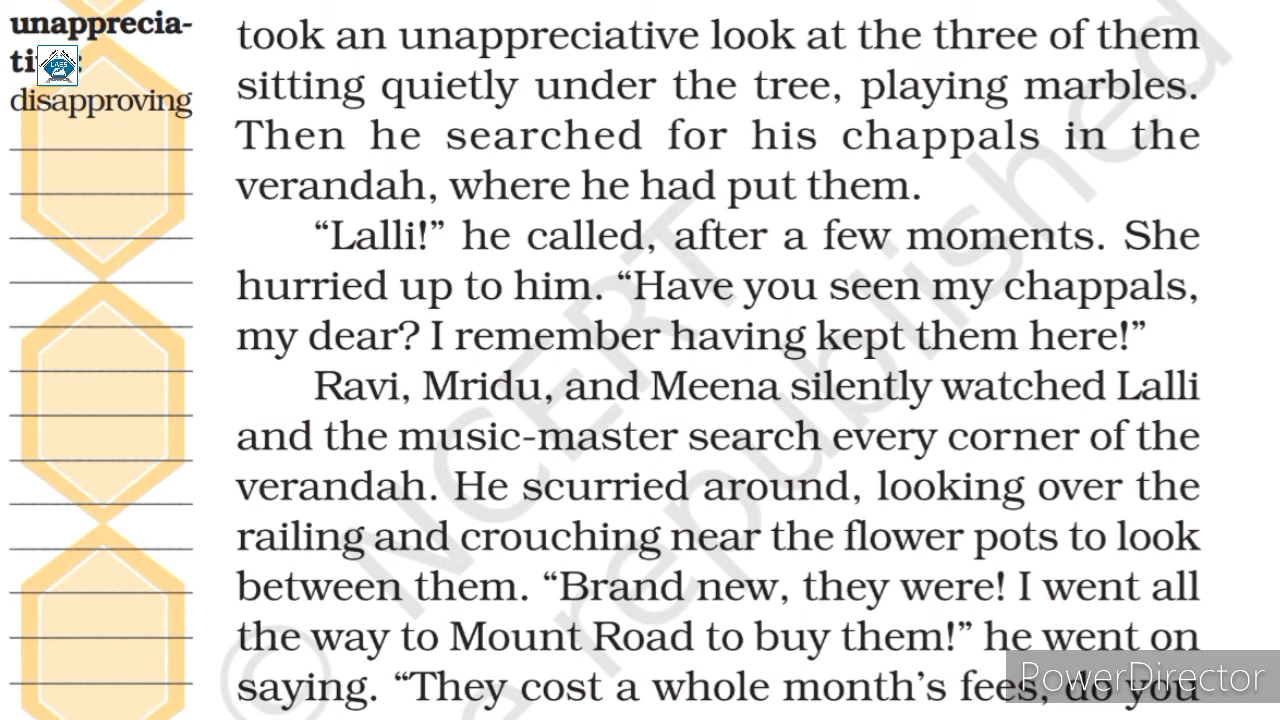 unapprecia-
disapproving
took an unappreciative look at the three of them
sitting quietly under the tree, playing marbles.
Then he searched for his chappals in the
verandah, where he had put them.
“Lalli!” he called, after a few moments. She
hurried up to him. “Have you seen my chappals,
my dear? I remember having kept them here!”
Ravi, Mridu, and Meena silently watched Lalli
and the music-master search every corner of the
verandah. He scurried around, looking over the
railing and crouching near the flower pots to look
between them. “Brand new, they were! I went all
the way to Mount Road to buy them!” he went on
saying. “They cost a whole month’s fees, do you
© NCERT
republished
PowerDirector